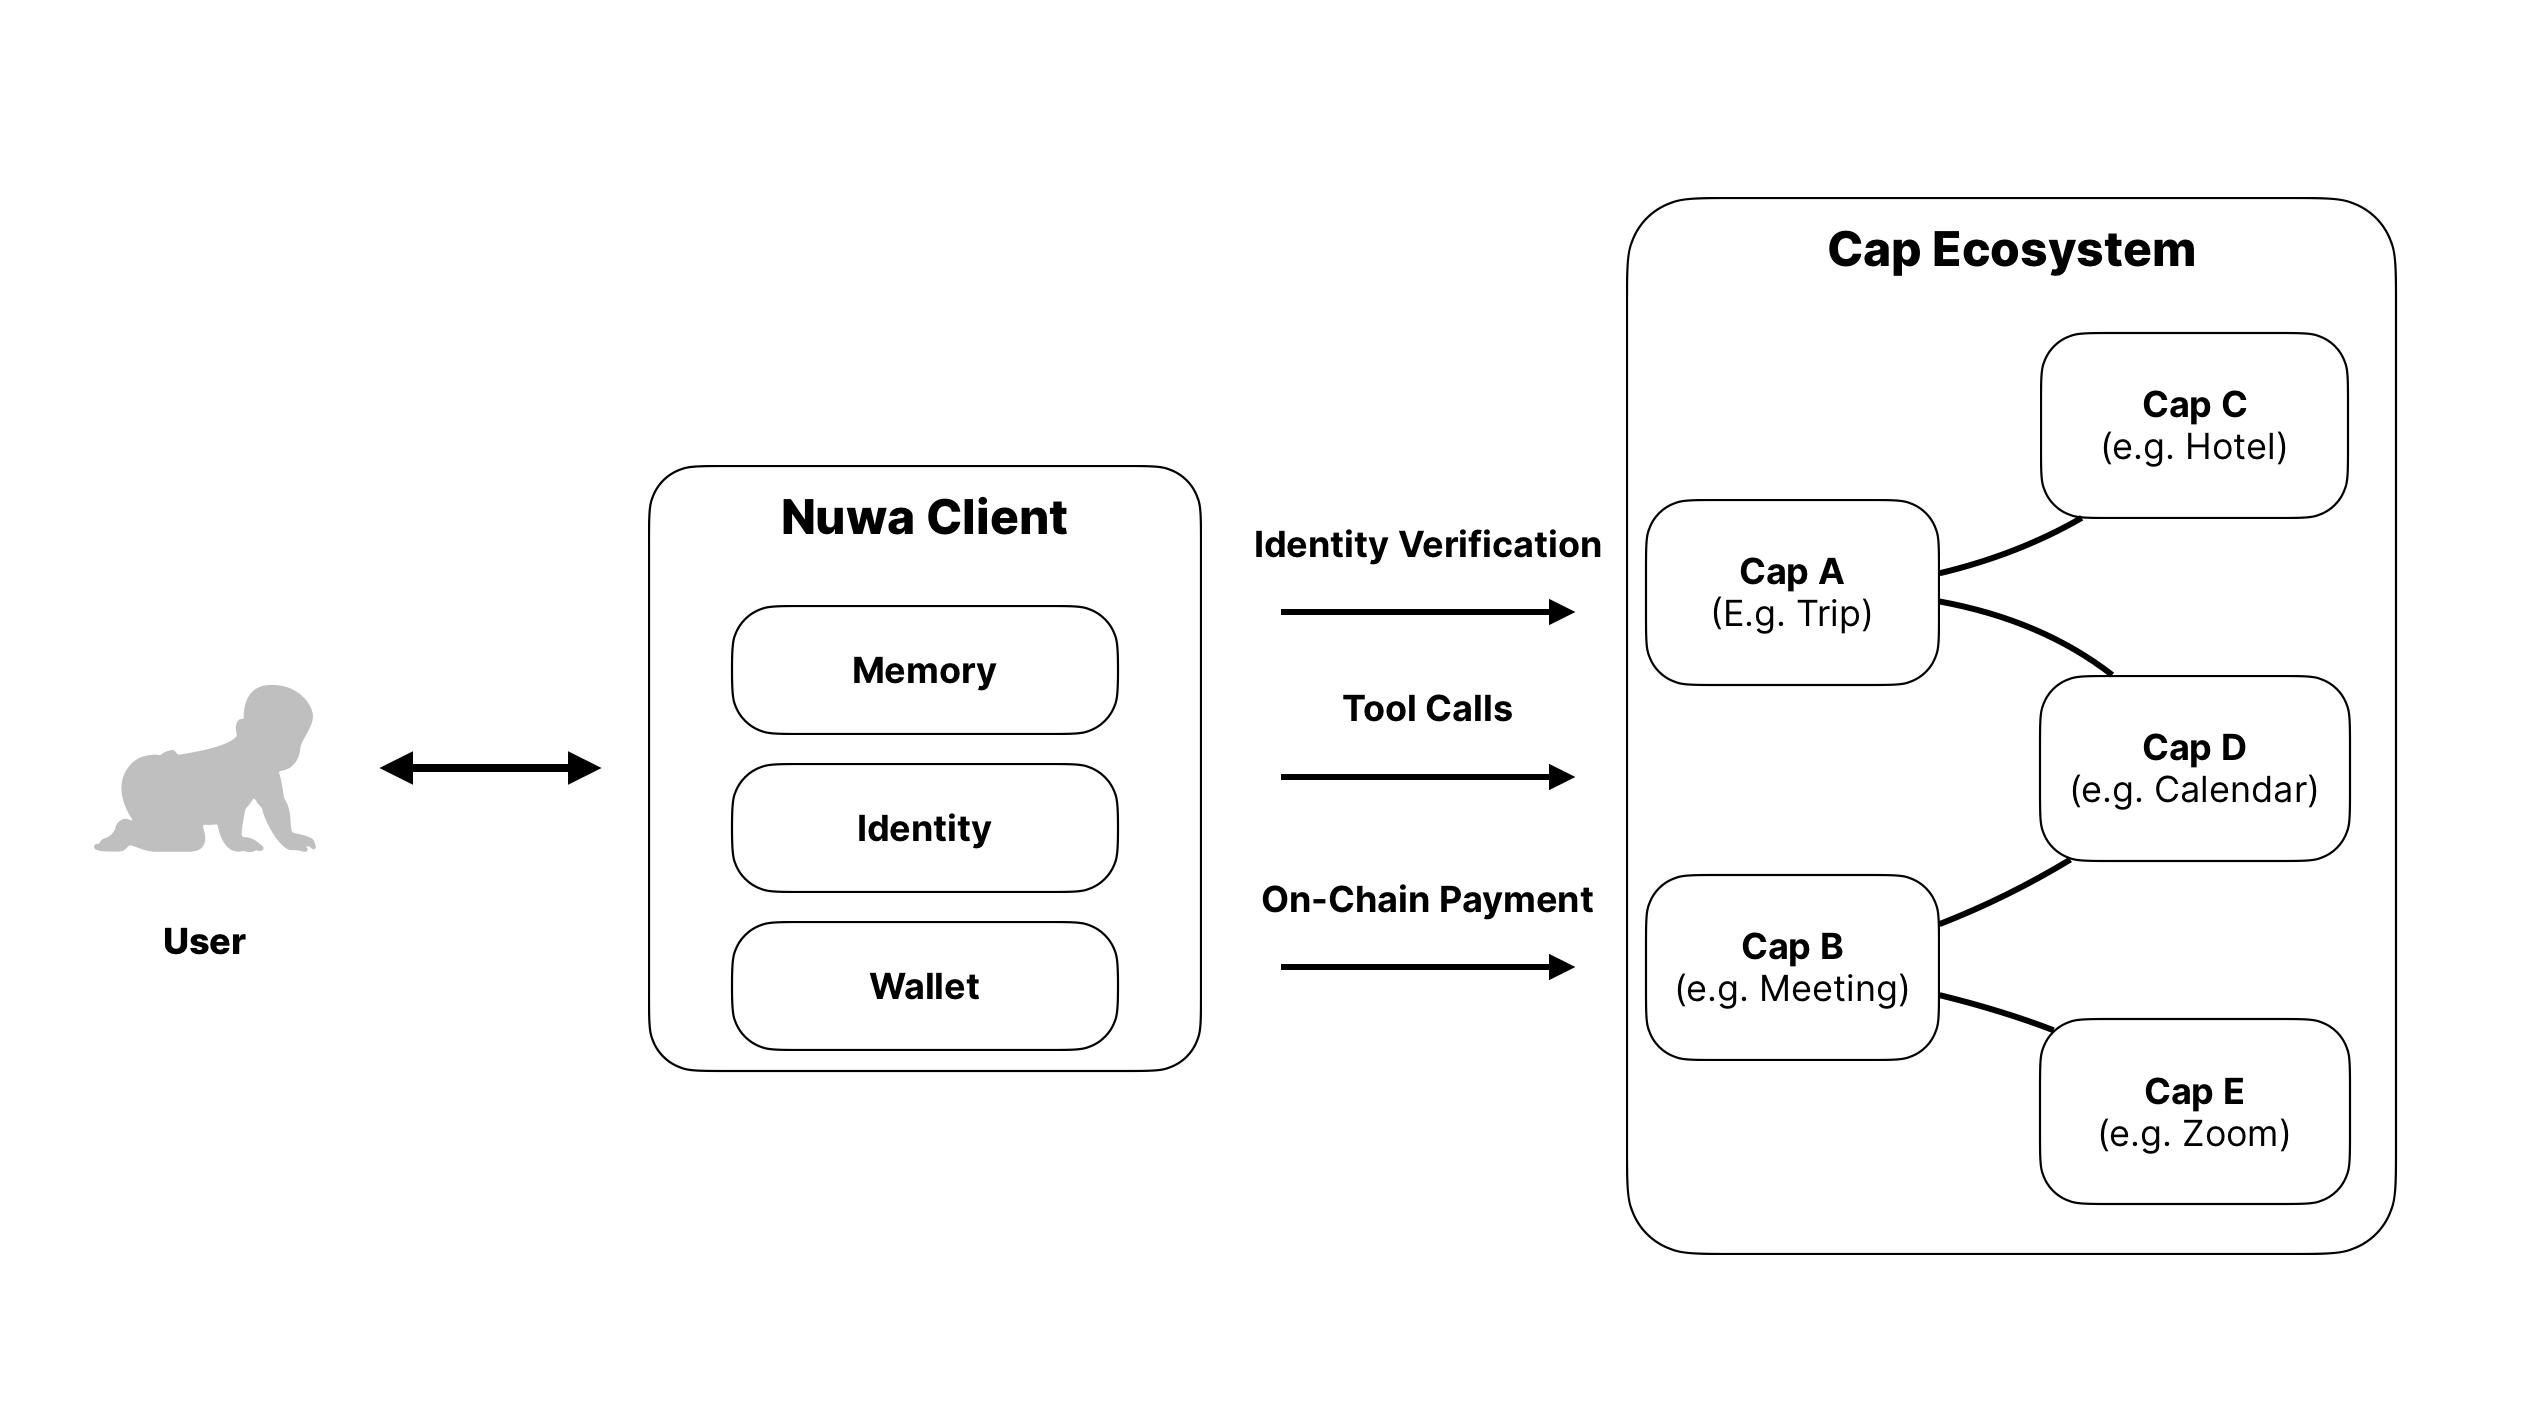 User
Nuwa Client
Memory
Identity
Wallet
Identity Verification
Tool Calls
On-Chain Payment
Cap Ecosystem
Cap C
(e.g. Hotel)
Cap A
(E.g. Trip)
Cap D
(e.g. Calendar)
Cap B
(e.g. Meeting)
Cap E
(e.g. Zoom)